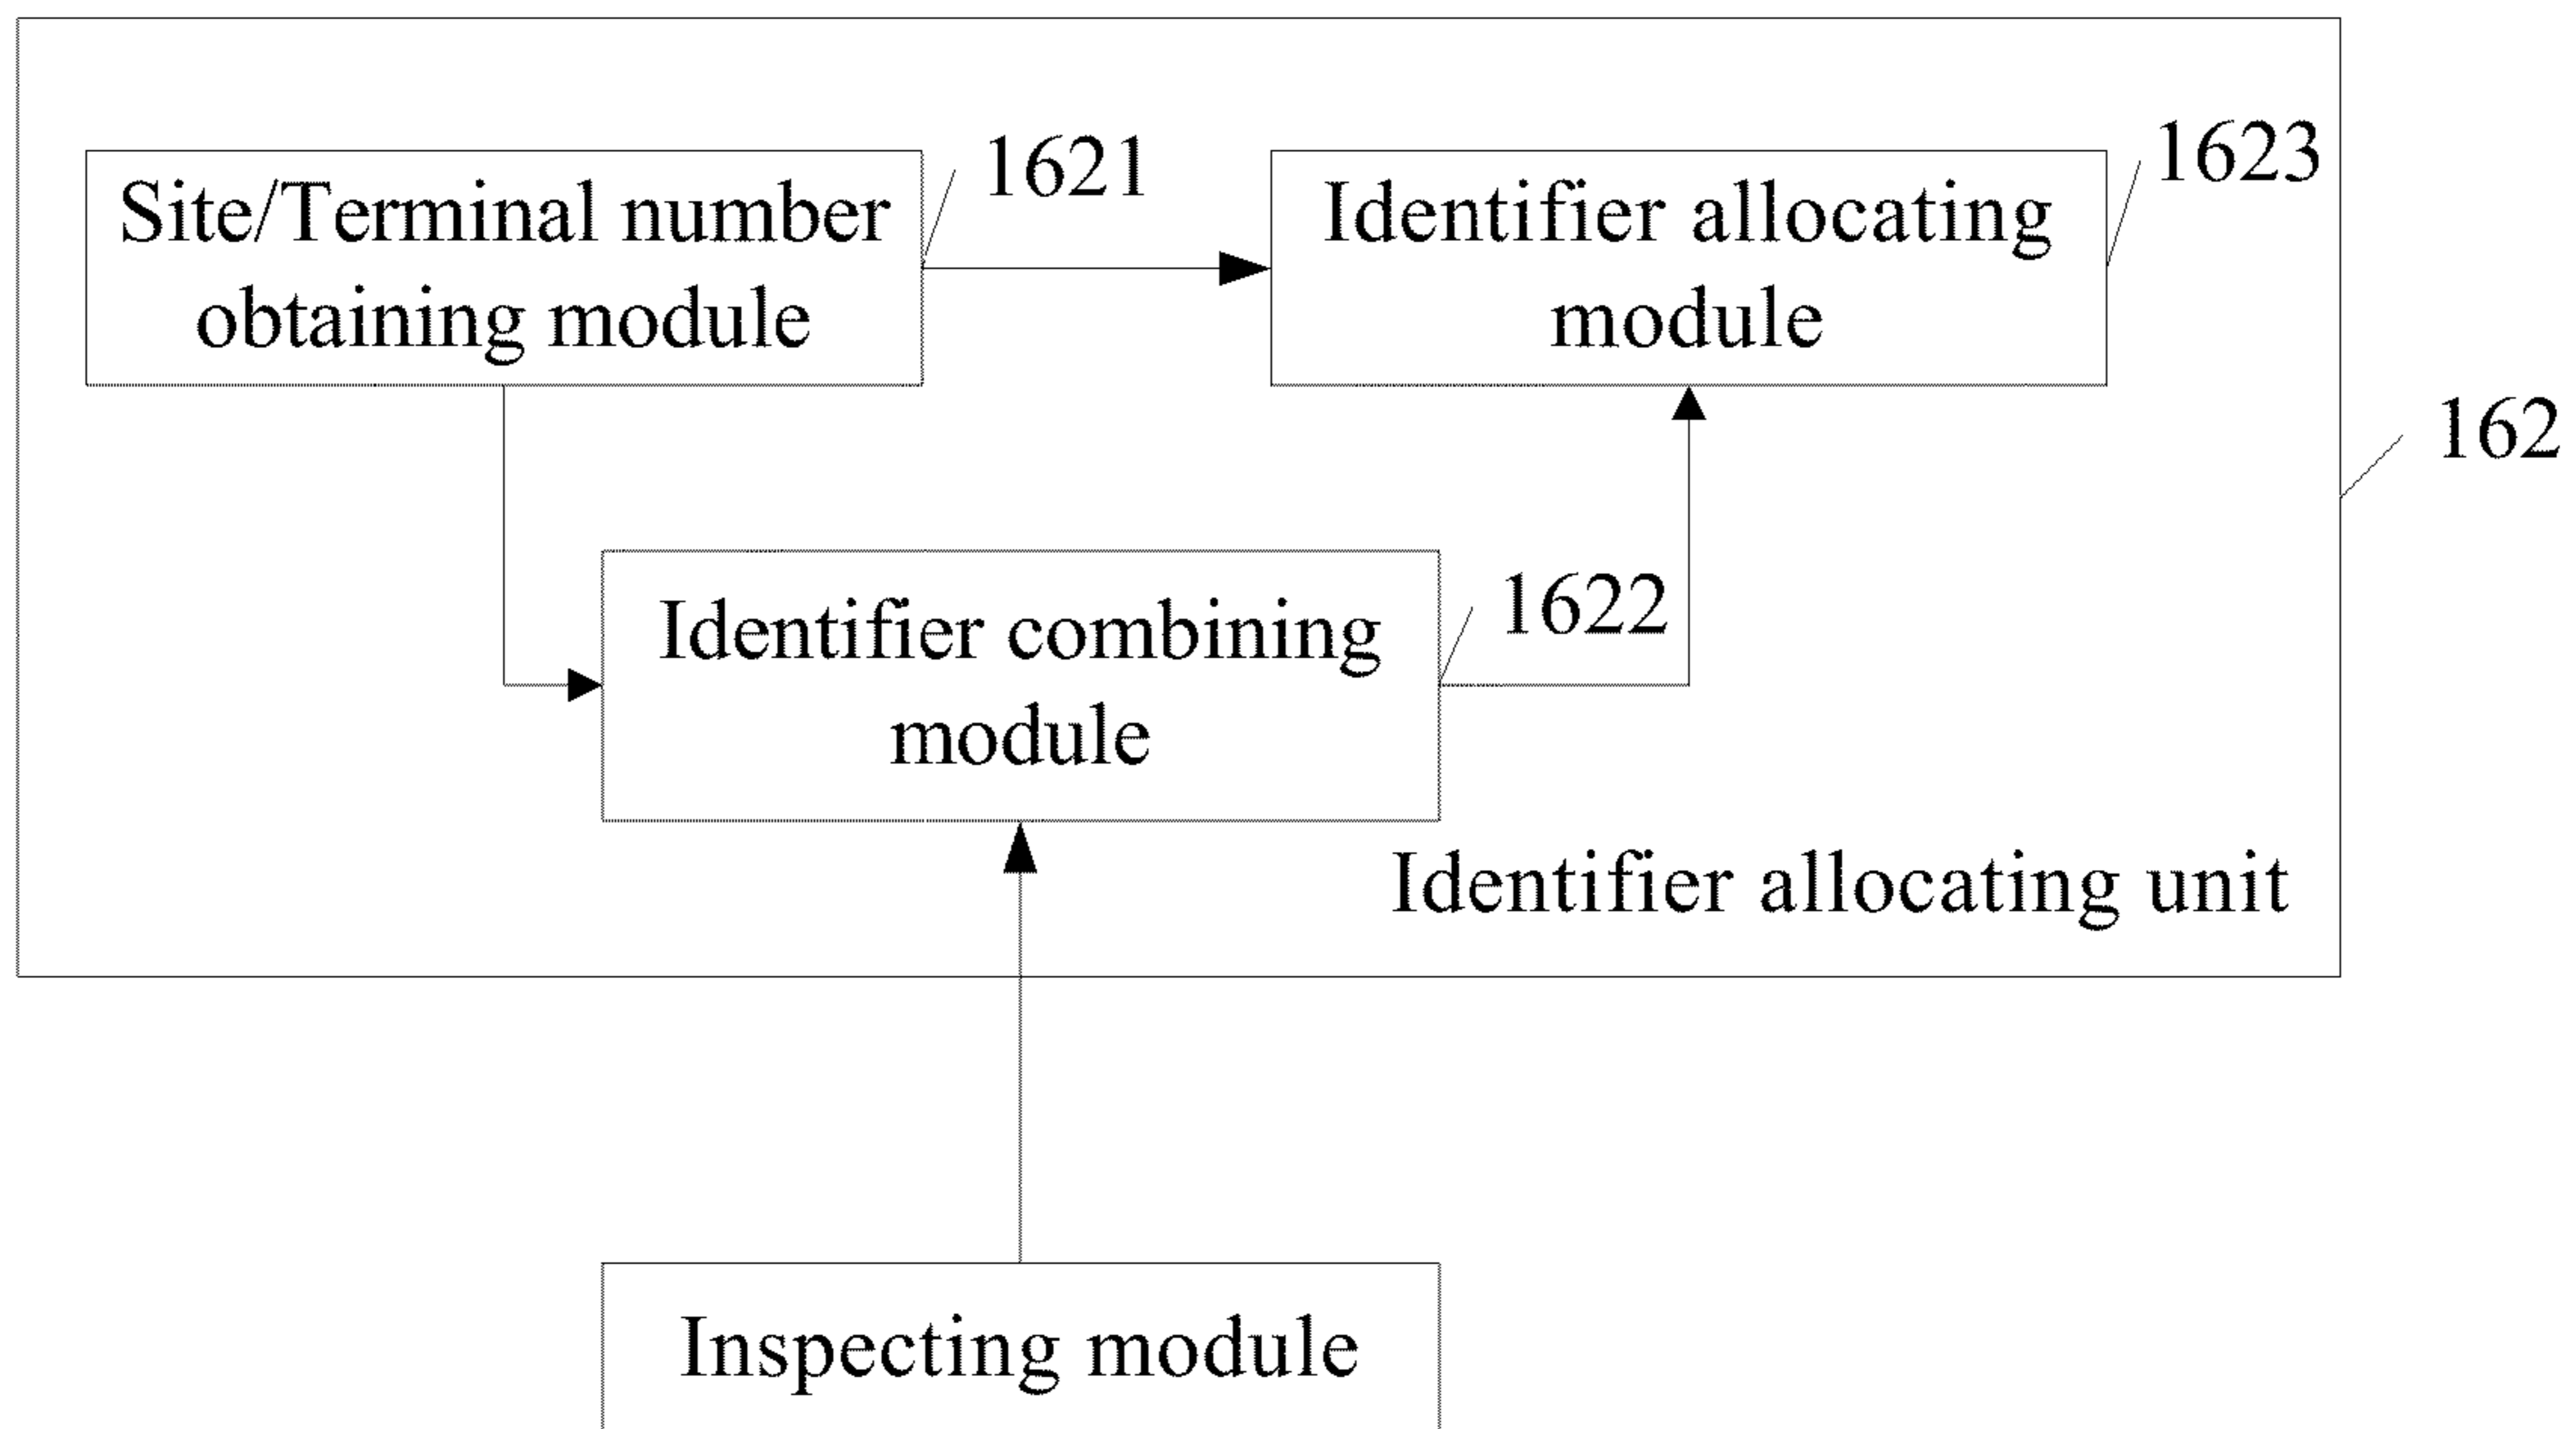 Site/Terminal number
obtaining module
1621
Identifier allocating
module
1623
162
Identifier combining
module
1622
Identifier allocating unit
Inspecting module